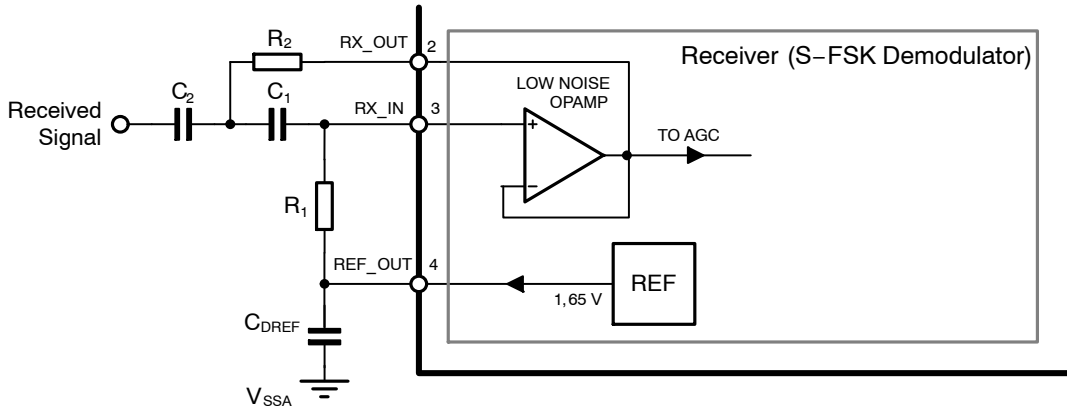 R2
RX_OUT
2
Receiver (S−FSK Demodulator)
C2
C1
RX_IN
3
LOW NOISE
OPAMP
Received
Signal
+
−
TO AGC
R1
REF_OUT
4
REF
1,65 V
CDREF
VSSA